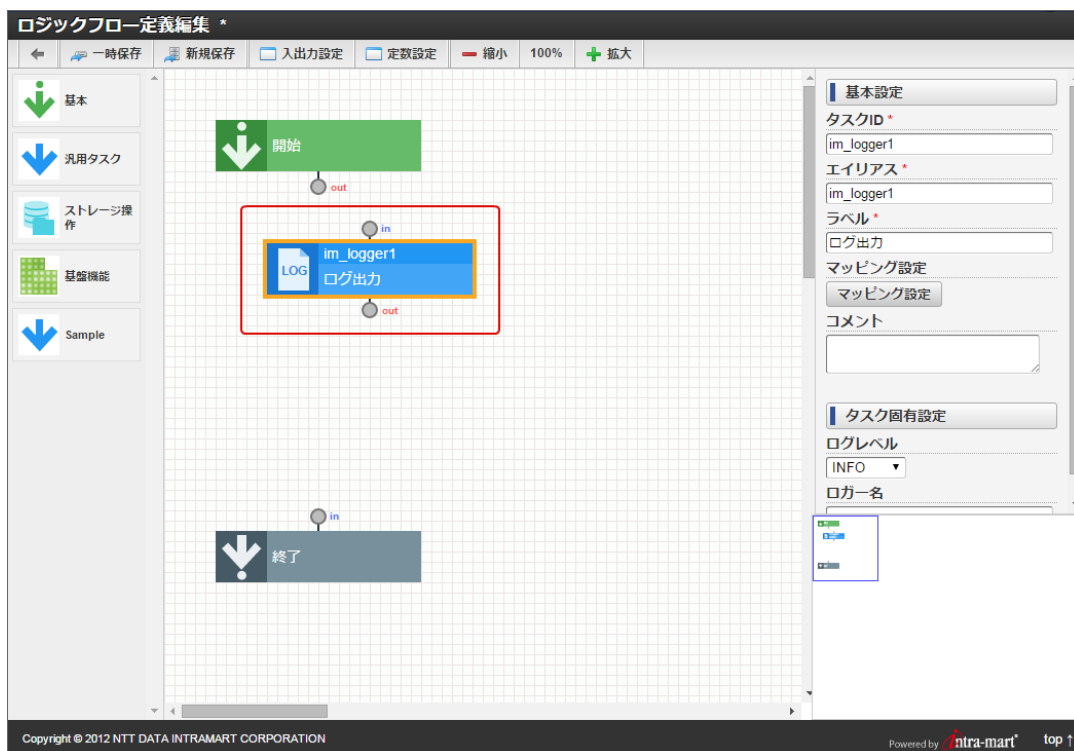 ロジックフロー定義編集 *
一時保存 新規保存 入出力設定 定数設定 縮小 100% 拡大
基本
汎用タスク
ストレージ操
作
基盤機能
Sample
開始
out
in
LOG
im_logger1
ログ出力
out
in
終了
基本設定
タスクID *
im_logger1
エイリアス *
im_logger1
ラベル *
ログ出力
マッピング設定
マッピング設定
コメント
タスク固有設定
ログレベル
INFO
ロガー名
Copyright © 2012 NTT DATA INTRAMART CORPORATION
Powered by intra-mart
top ↑